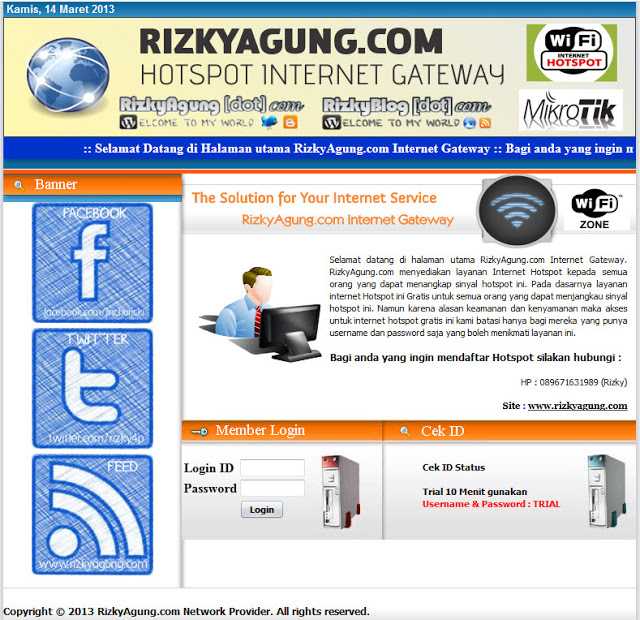 Kamis, 14 Maret 2013
RIZKYAGUNG.COM
HOTSPOT INTERNET GATEWAY
RizkyAgung [dot] com
RizkyBlog [dot] com
ELCOME TO MY WORLD
ELCOME TO MY WORLD
WiFi
INTERNET
HOTSPOT
MikroTik
:: Selamat Datang di Halaman utama RizkyAgung.com Internet Gateway :: Bagi anda yang ingin m
Banner
FACEBOOK
TWITTER
twitter.com/rizky4p
FEED
www.rizkyagung.com
The Solution for Your Internet Service
RizkyAgung.com Internet Gateway
WiFi
ZONE
Selamat datang di halaman utama RizkyAgung.com Internet Gateway.
RizkyAgung.com menyediakan layanan Internet Hotspot kepada semua
orang yang dapat menangkap sinyal hotspot ini. Pada dasarnya layanan
internet Hotspot ini Gratis untuk semua orang yang dapat menjangkau sinyal
hotspot ini. Namun karena alasan keamanan dan kenyamanan maka akses
untuk internet hotspot gratis ini kami batasi hanya bagi mereka yang punya
username dan password saja yang boleh menikmati layanan ini.
Bagi anda yang ingin mendaftar Hotspot silakan hubungi :
HP : 089671631989 (Rizky)
Site : www.rizkyagung.com
Member Login
Login ID
Password
Login
Cek ID
Cek ID Status
Trial 10 Menit gunakan
Username & Password : TRIAL
Copyright © 2013 RizkyAgung.com Network Provider. All rights reserved.